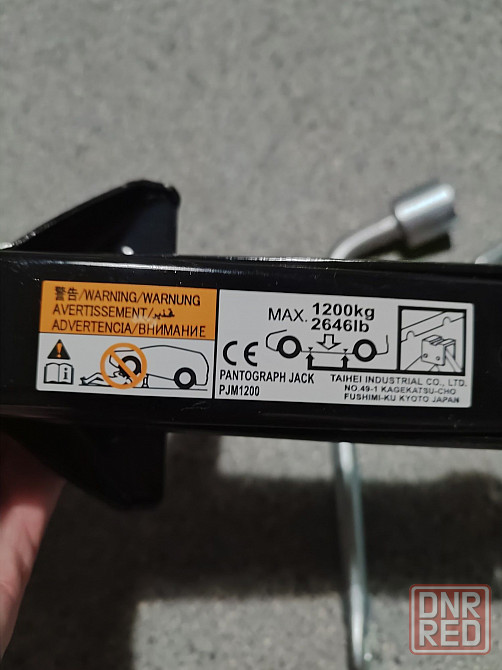 警告/WARNING/WARNUNG
AVERTISSEMENT/تحذير
ADVERTENCIA/ВНИМАНИЕ
MAX. 1200kg
2646lb
CE
PANTOGRAPH JACK
PJM1200
TAIHEI INDUSTRIAL CO., LTD.
NO.49-1 KAGEKATSU-CHO
FUSHIMI-KU KYOTO JAPAN
DNR
RED